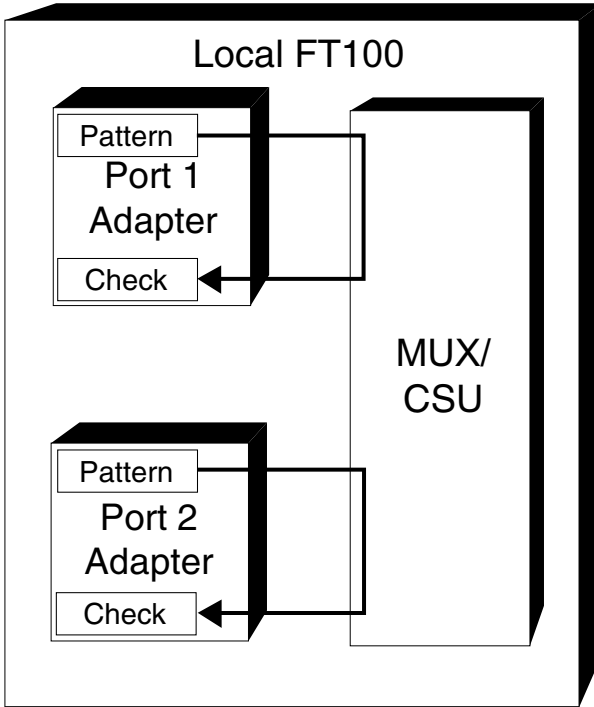 Local FT100
Pattern
Port 1
Adapter
Check
MUX/
CSU
Pattern
Port 2
Adapter
Check